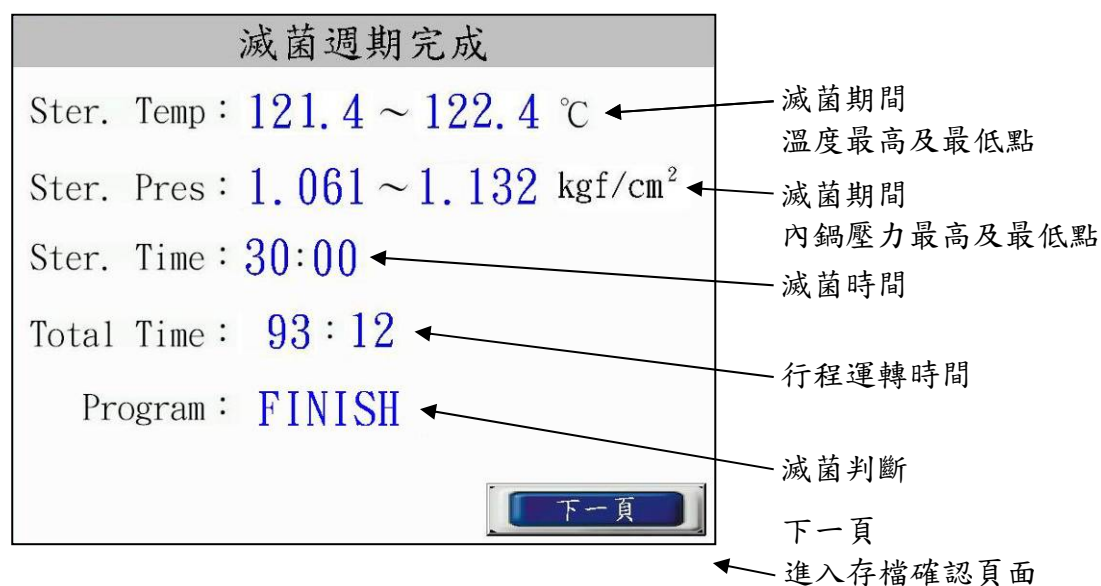 滅菌週期完成
Ster. Temp：121.4～122.4 ℃
滅菌期間
溫度最高及最低點
Ster. Pres：1.061～1.132 kgf/cm²
滅菌期間
內鍋壓力最高及最低點
Ster. Time：30:00
滅菌時間
Total Time： 93：12
行程運轉時間
Program： FINISH
滅菌判斷
下一頁
下一頁
進入存檔確認頁面